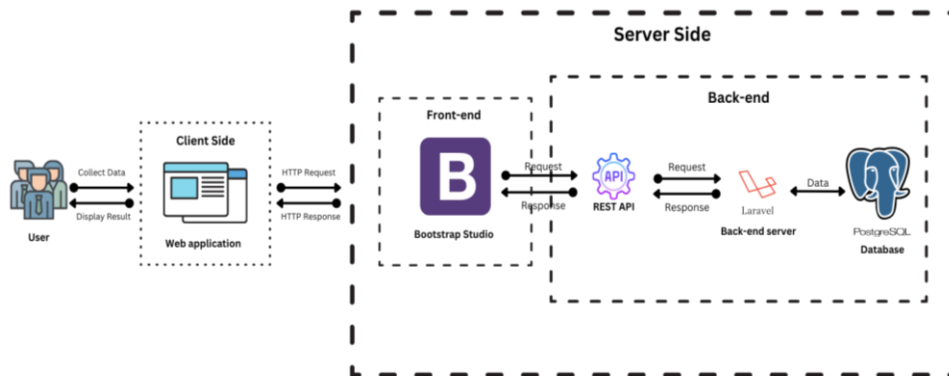 Server Side
Back-end
Front-end
Client Side
Collect Data
Display Result
User
Web application
HTTP Request
HTTP Response
B
Bootstrap Studio
Request
Response
API
REST API
Request
Response
Laravel
Back-end server
Data
PostgreSQL
Database